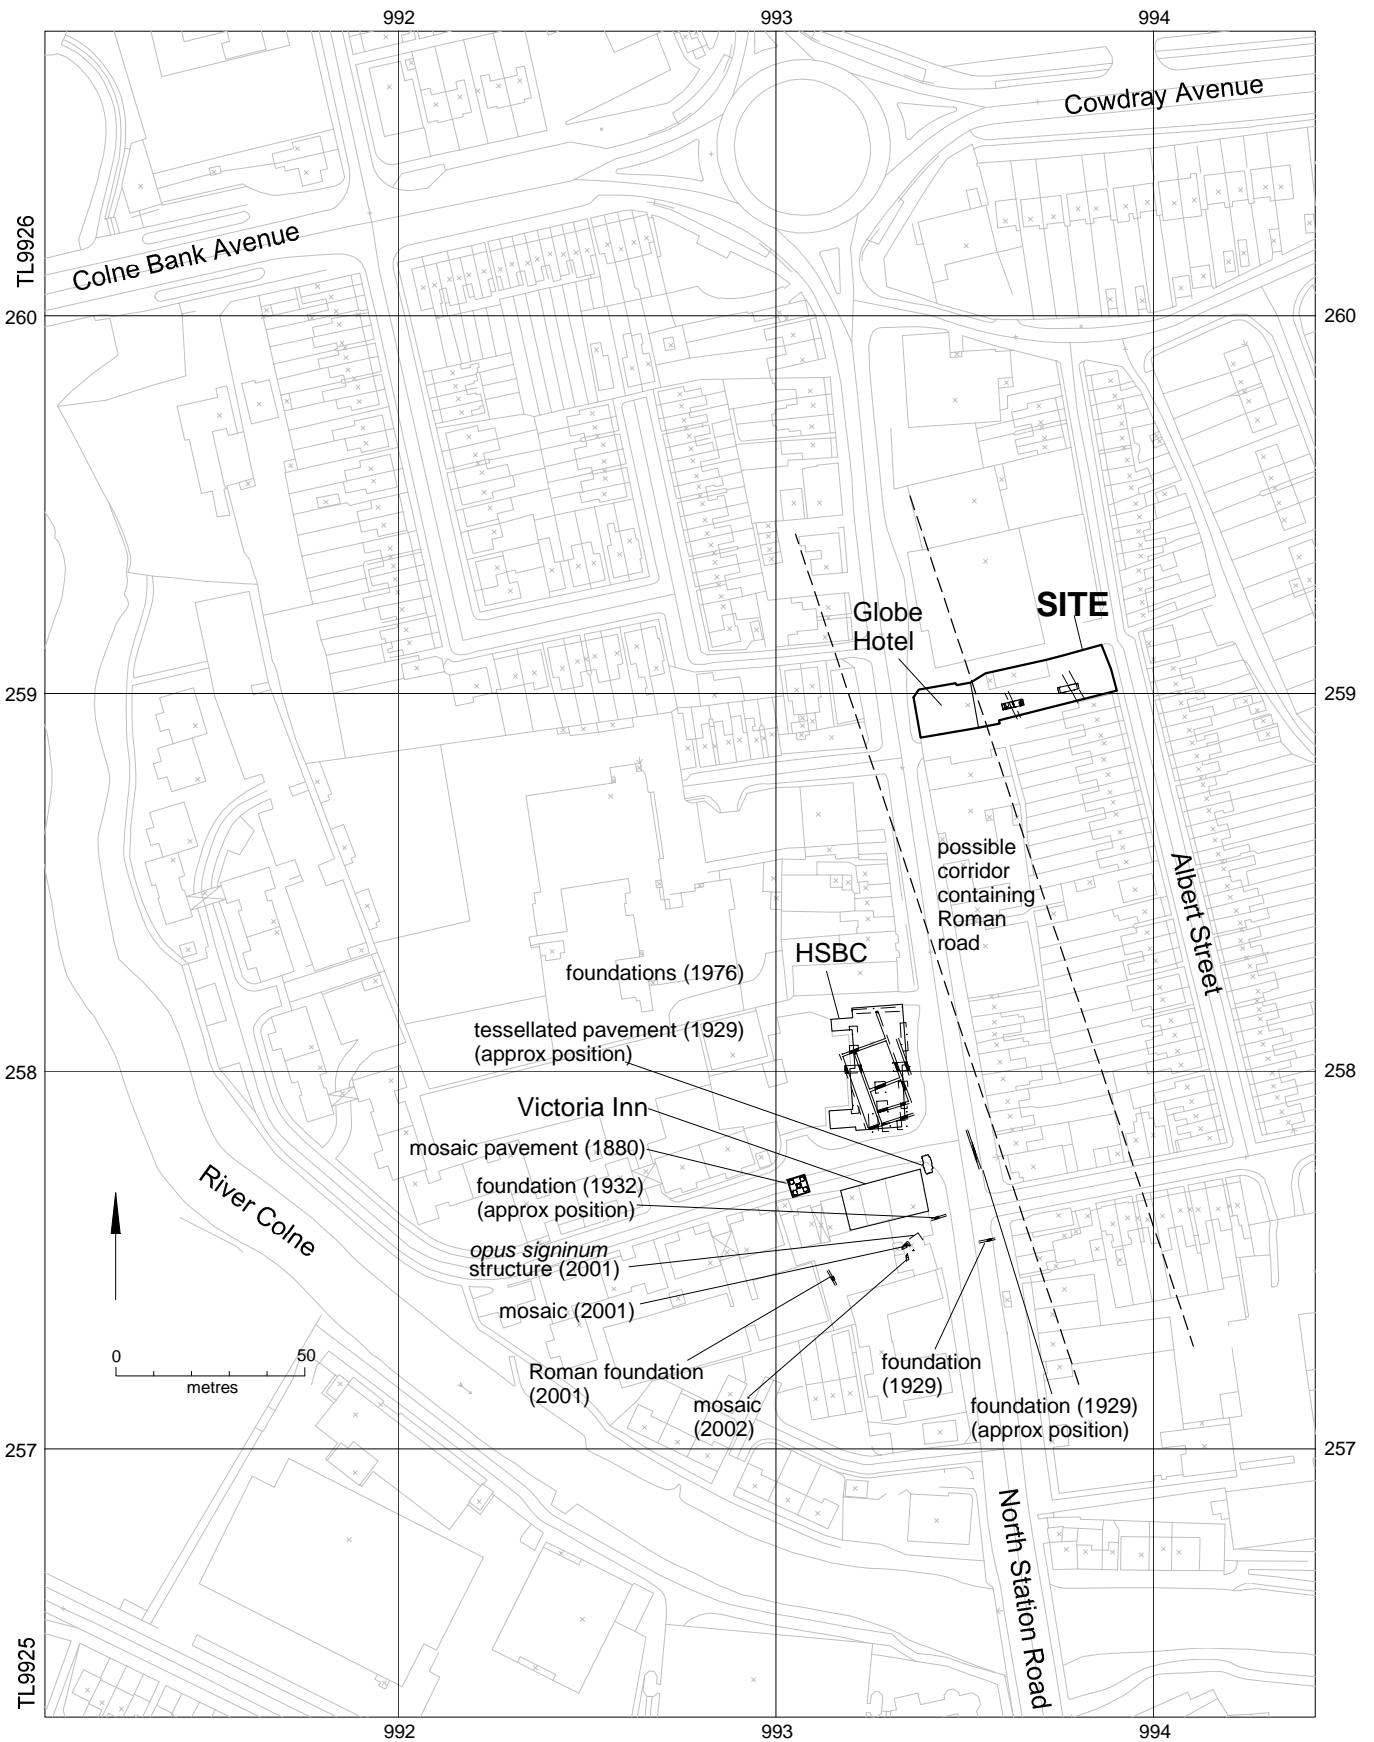 992
993
994
Cowdray Avenue
TL9926
Colne Bank Avenue
260
260
SITE
Globe
Hotel
259
259
possible
corridor
containing
Roman
road
Albert Street
HSBC
foundations (1976)
tessellated pavement (1929)
(approx position)
258
258
Victoria Inn
mosaic pavement (1880)
foundation (1932)
(approx position)
River Colne
opus signinum
structure (2001)
mosaic (2001)
0
50
metres
Roman foundation
(2001)
mosaic
(2002)
foundation
(1929)
foundation (1929)
(approx position)
257
257
North Station Road
TL9925
992
993
994